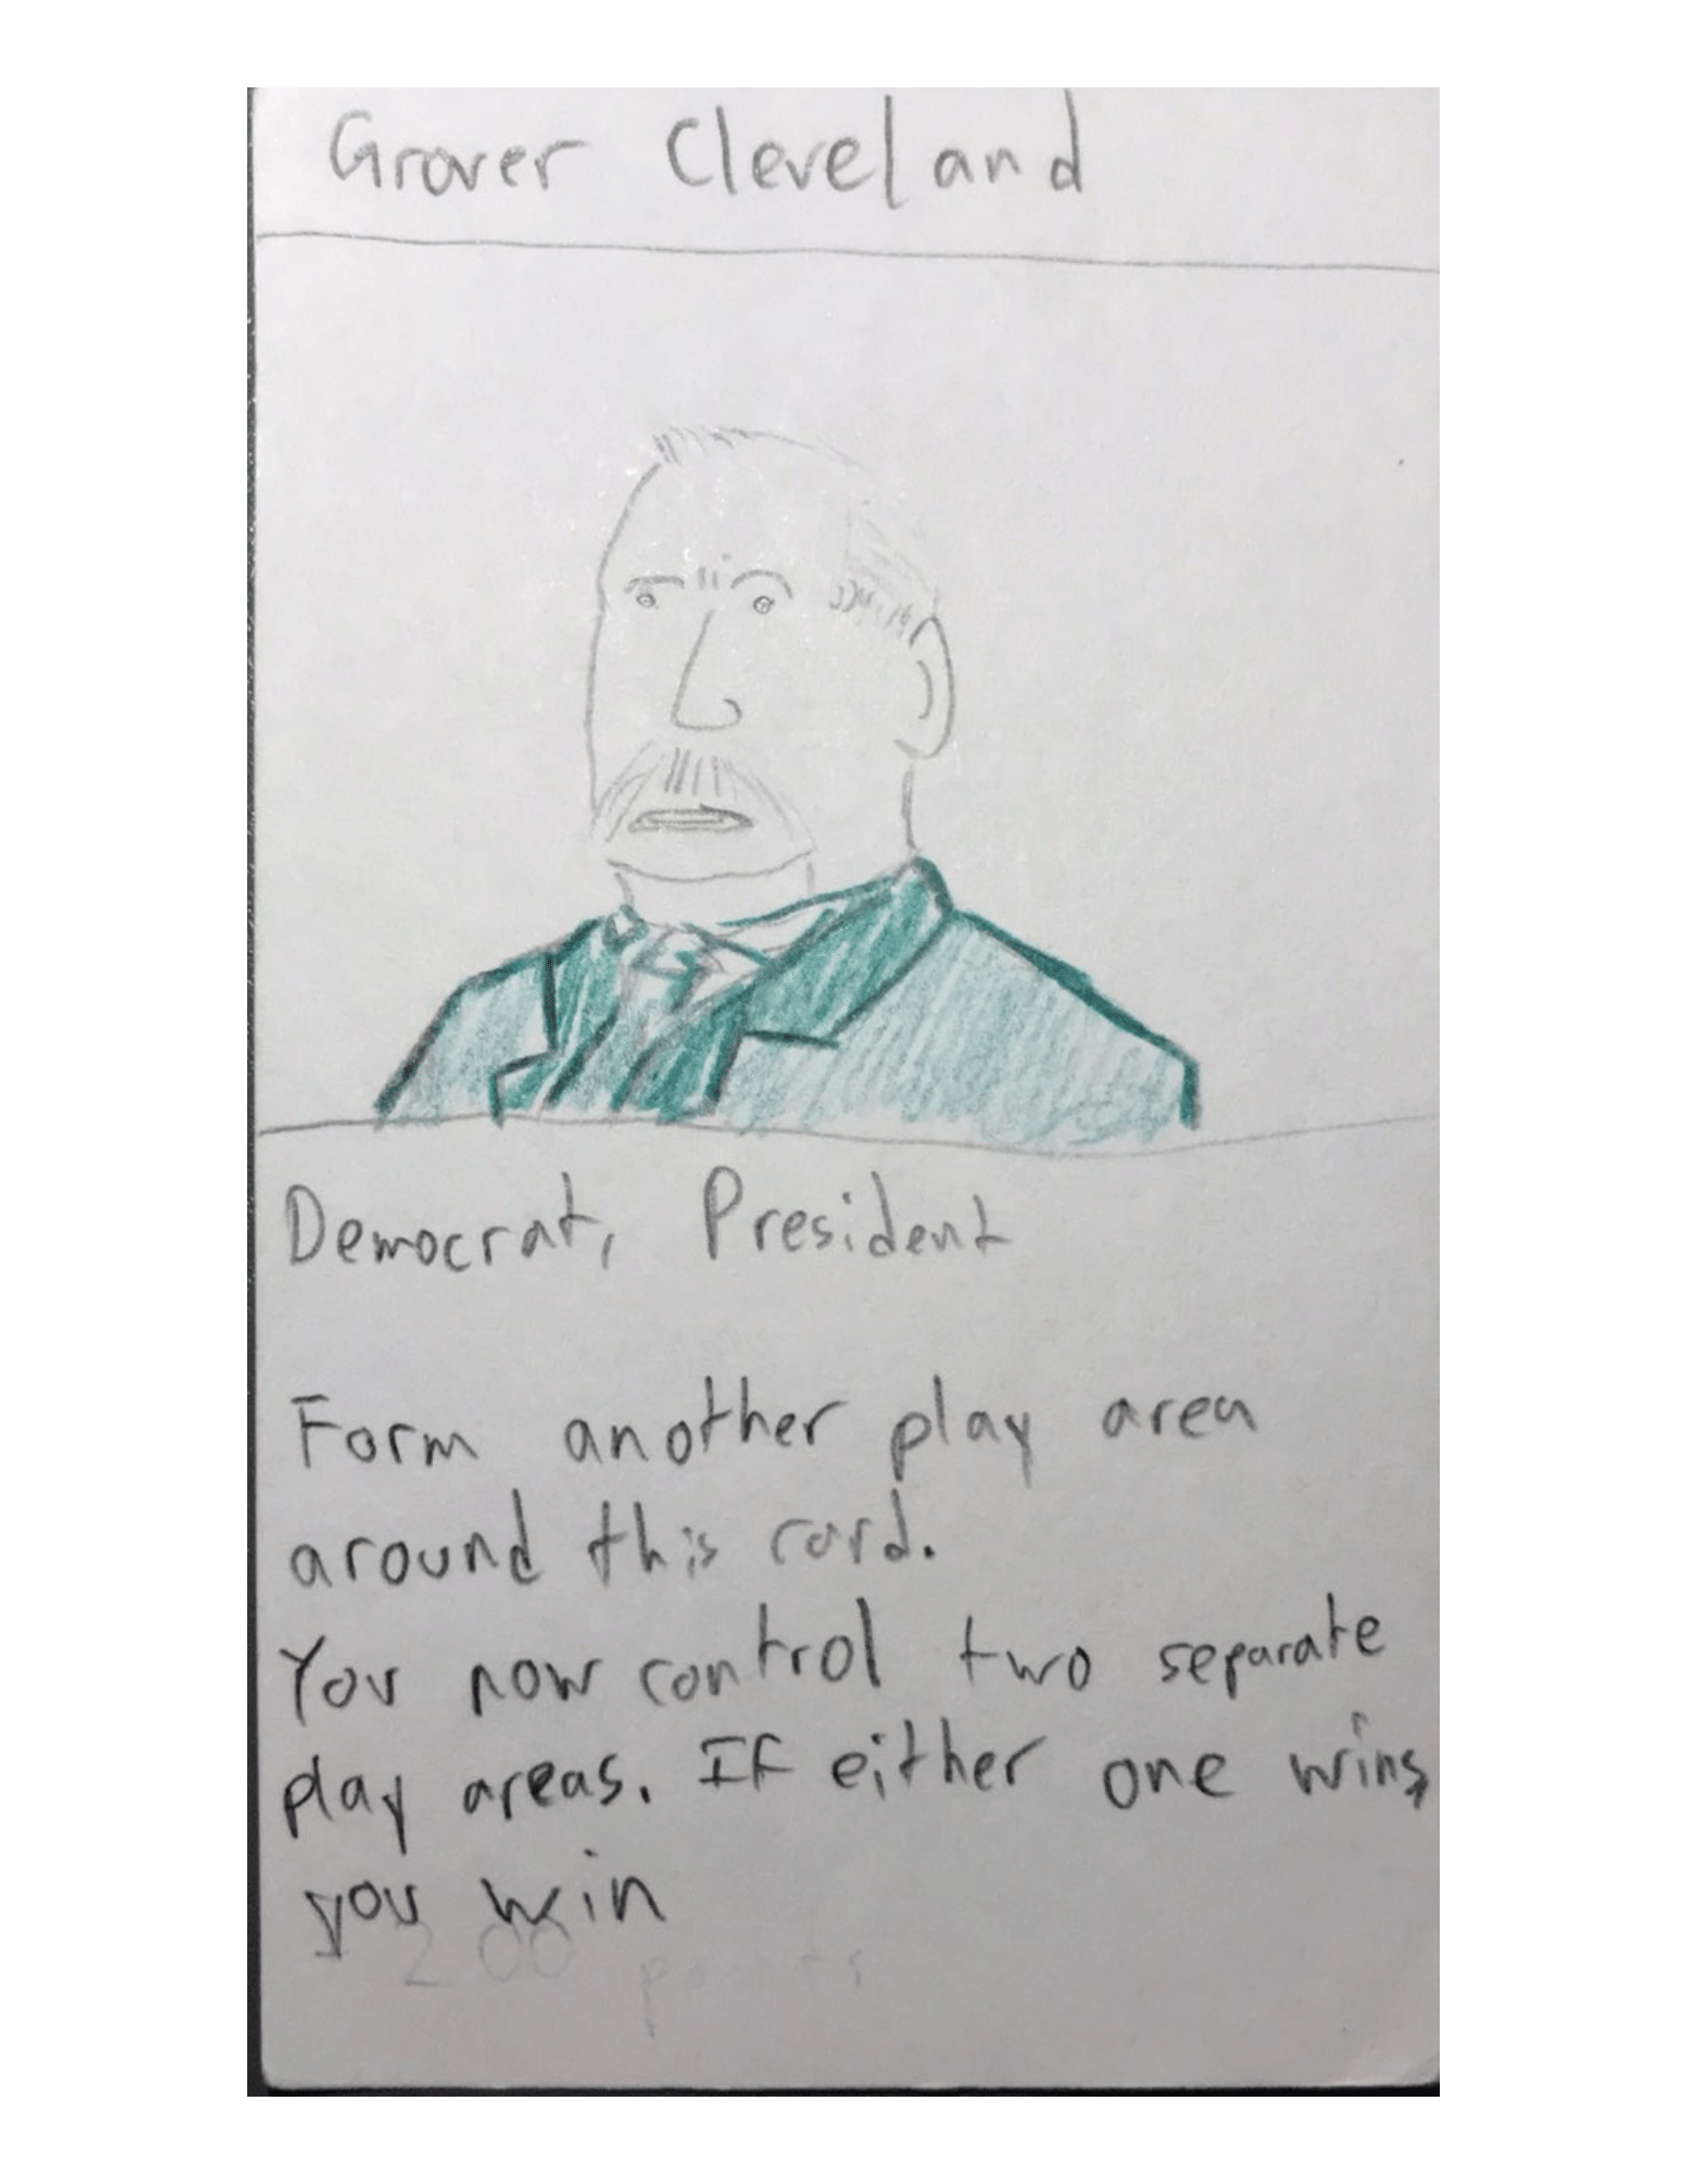 Grover Cleveland
Democrat, President
Form another play area
around this card.
You now control two separate
play areas. If either one wins,
you win
200 points